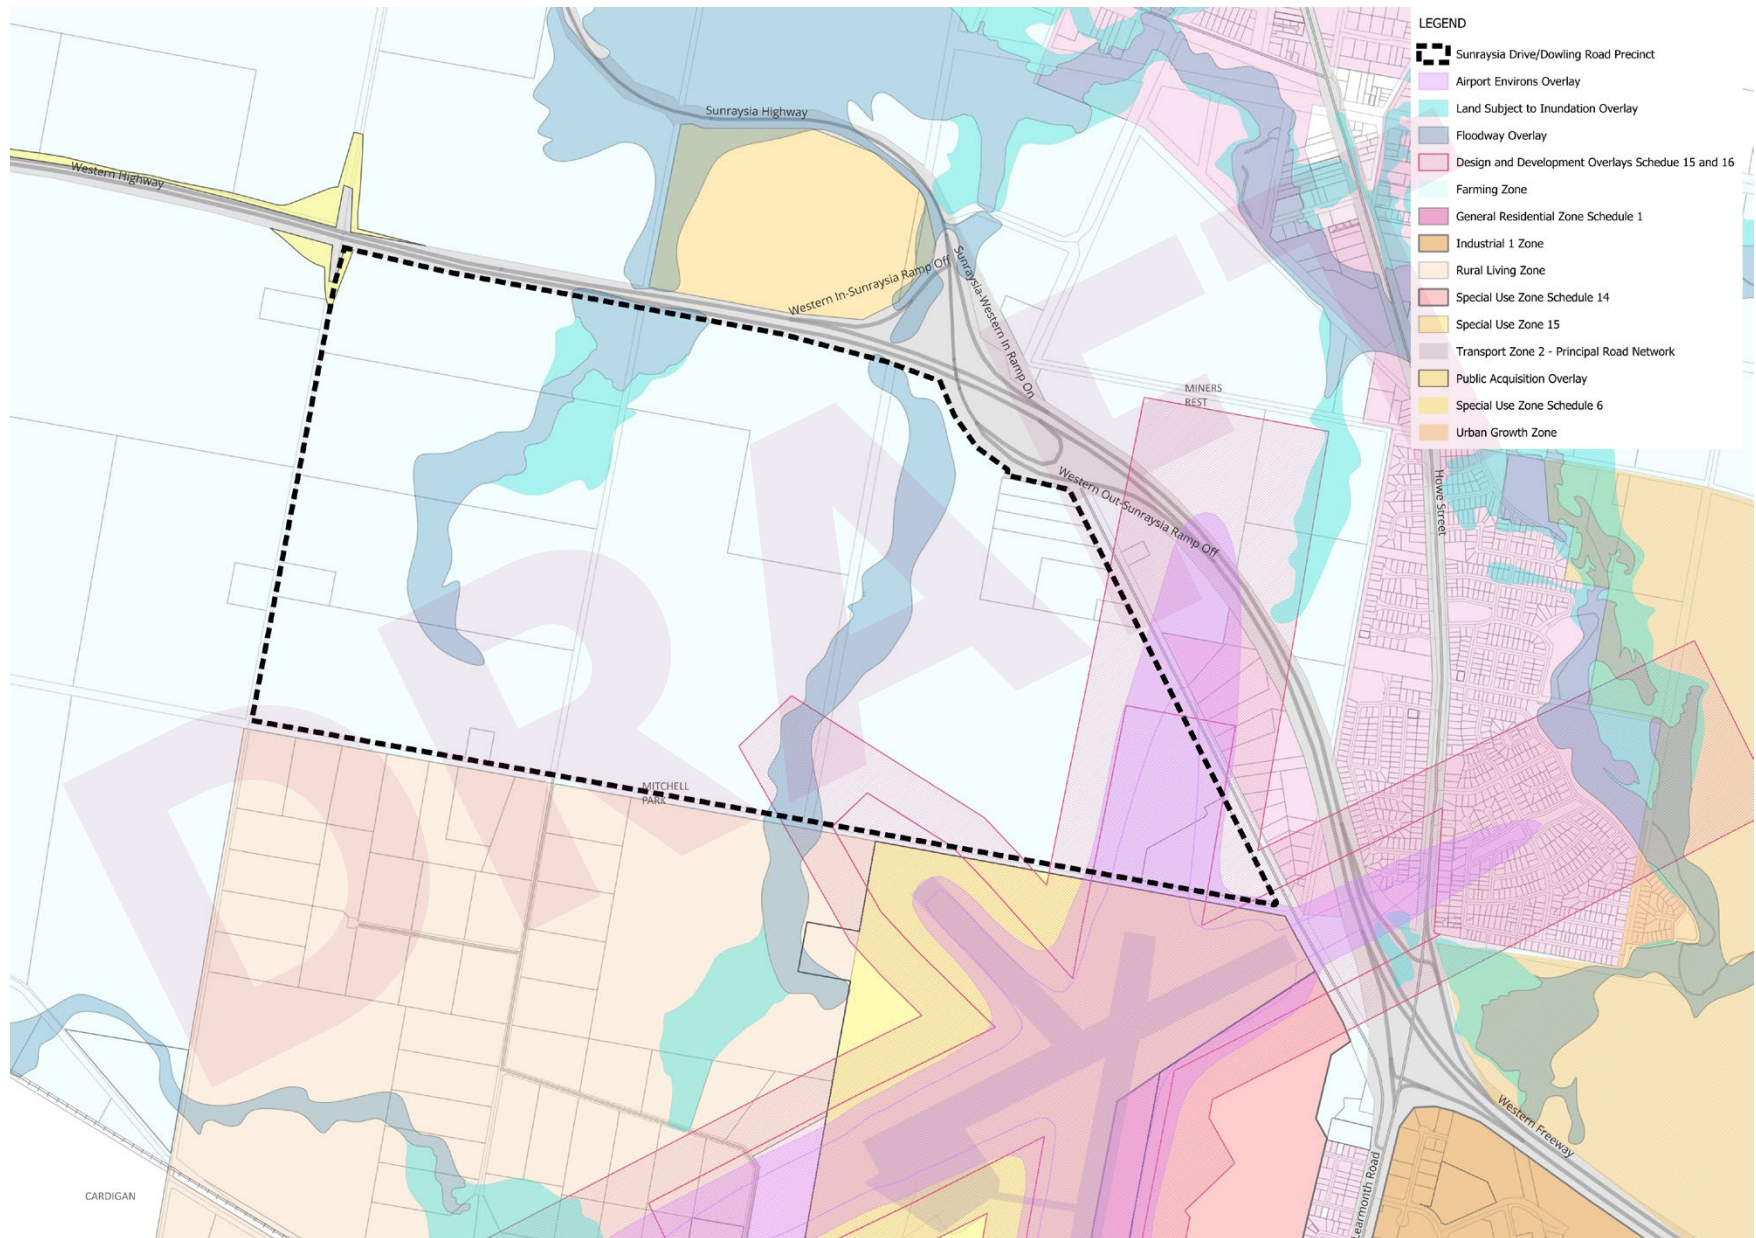 LEGEND
Sunraysia Drive/Dowling Road Precinct
Airport Environs Overlay
Land Subject to Inundation Overlay
Floodway Overlay
Design and Development Overlays Schedue 15 and 16
Farming Zone
General Residential Zone Schedule 1
Industrial 1 Zone
Rural Living Zone
Special Use Zone Schedule 14
Special Use Zone 15
Transport Zone 2 - Principal Road Network
Public Acquisition Overlay
Special Use Zone Schedule 6
Urban Growth Zone
Sunraysia Highway
Western Highway
Western In-Sunraysia Ramp Off
Sunraysia-Western In Ramp On
MINERS
REST
Western Out-Sunraysia Ramp Off
Howe Street
DRAFT
MITCHELL
PARK
Western Freeway
Learmonth Road
CARDIGAN